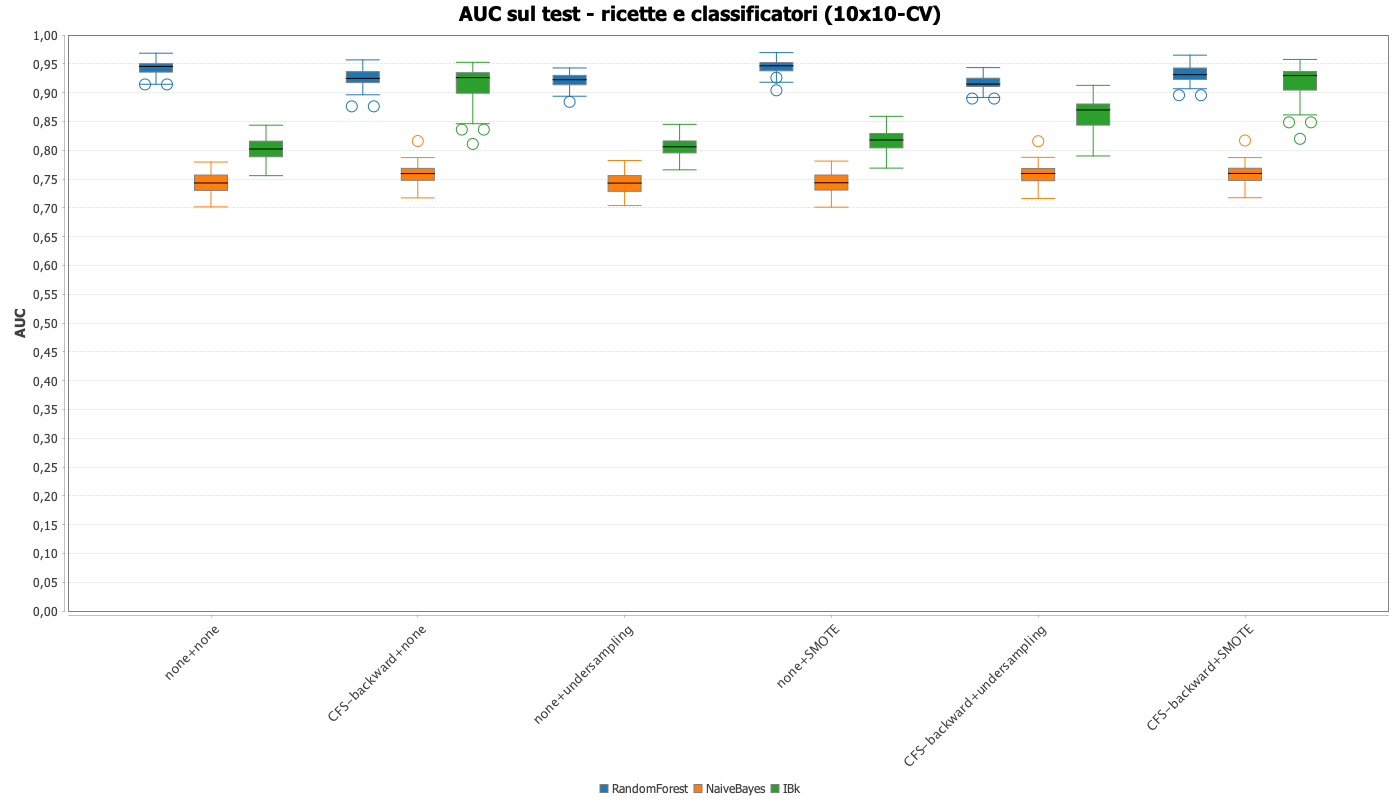 AUC sul test - ricette e classificatori (10x10-CV)
1,00
0,95
0,90
0,85
0,80
0,75
0,70
0,65
0,60
0,55
0,50
0,45
0,40
0,35
0,30
0,25
0,20
0,15
0,10
0,05
0,00
AUC
none+none
CFS-backward+none
none+undersampling
none+SMOTE
CFS-backward+undersampling
CFS-backward+SMOTE
RandomForest NaiveBayes IBk